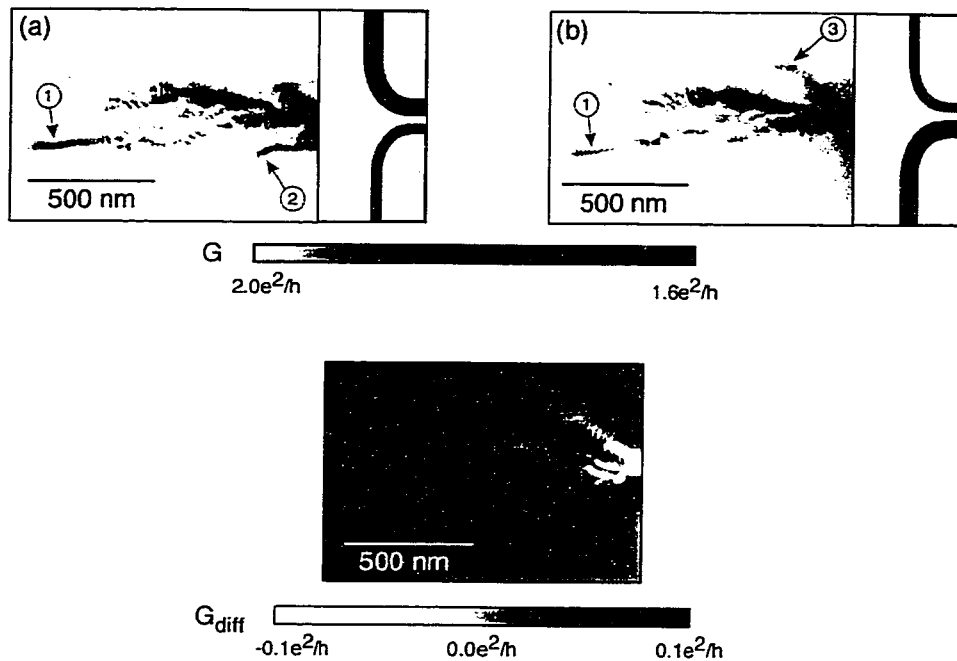 (a)
①
②
500 nm
(b)
③
①
500 nm
G
2.0e²/h
1.6e²/h
500 nm
G_diff
-0.1e²/h
0.0e²/h
0.1e²/h